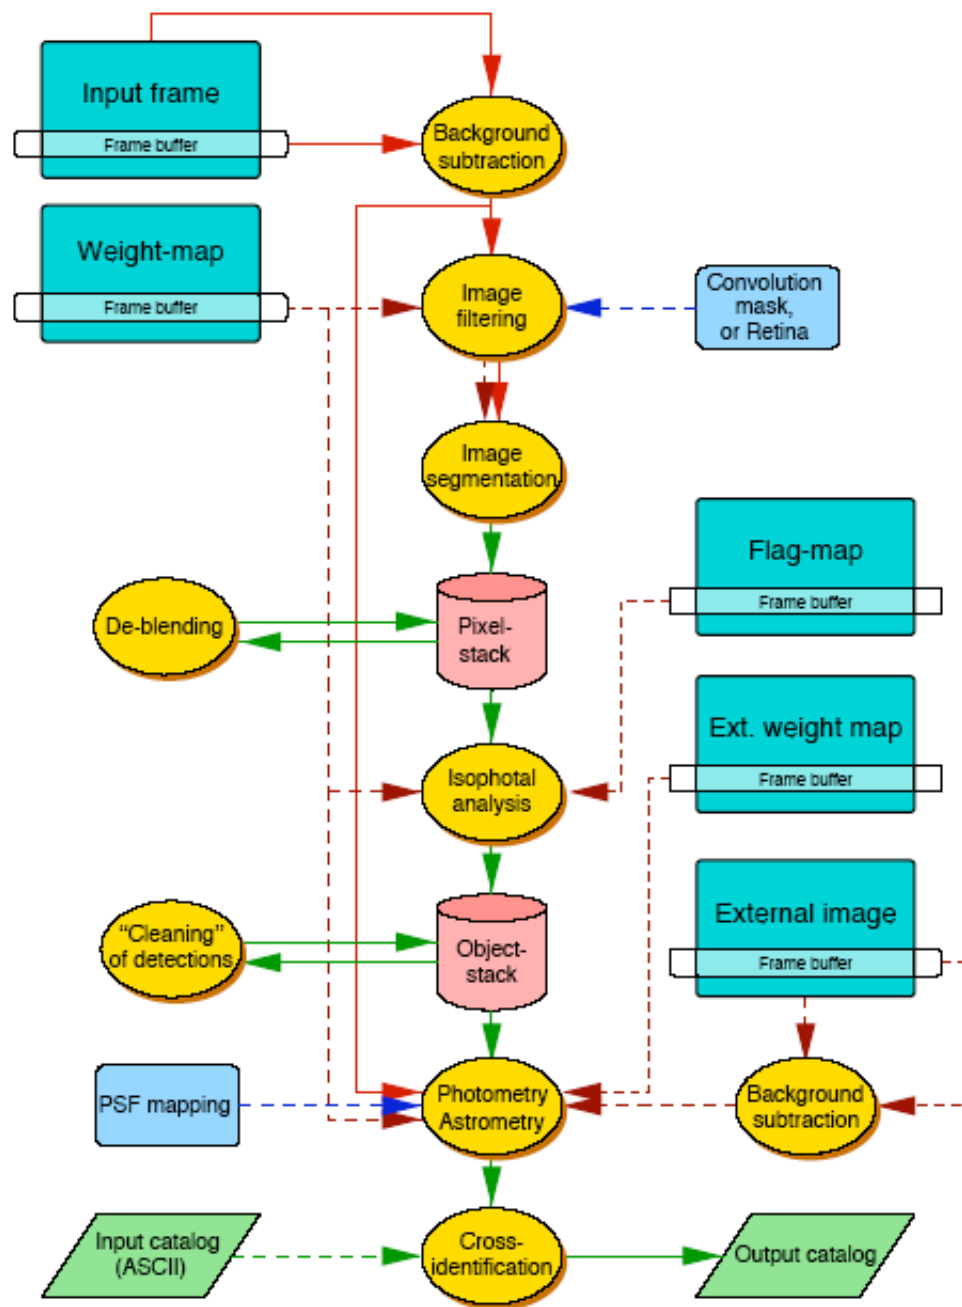 Input frame
Frame buffer
Background
subtraction
Weight-map
Frame buffer
Image
filtering
Convolution
mask,
or Retina
Image
segmentation
Flag-map
Frame buffer
De-blending
Pixel-
stack
Ext. weight map
Frame buffer
Isophotal
analysis
External image
Frame buffer
“Cleaning”
of detections
Object-
stack
PSF mapping
Photometry
Astrometry
Background
subtraction
Input catalog
(ASCII)
Cross-
identification
Output catalog